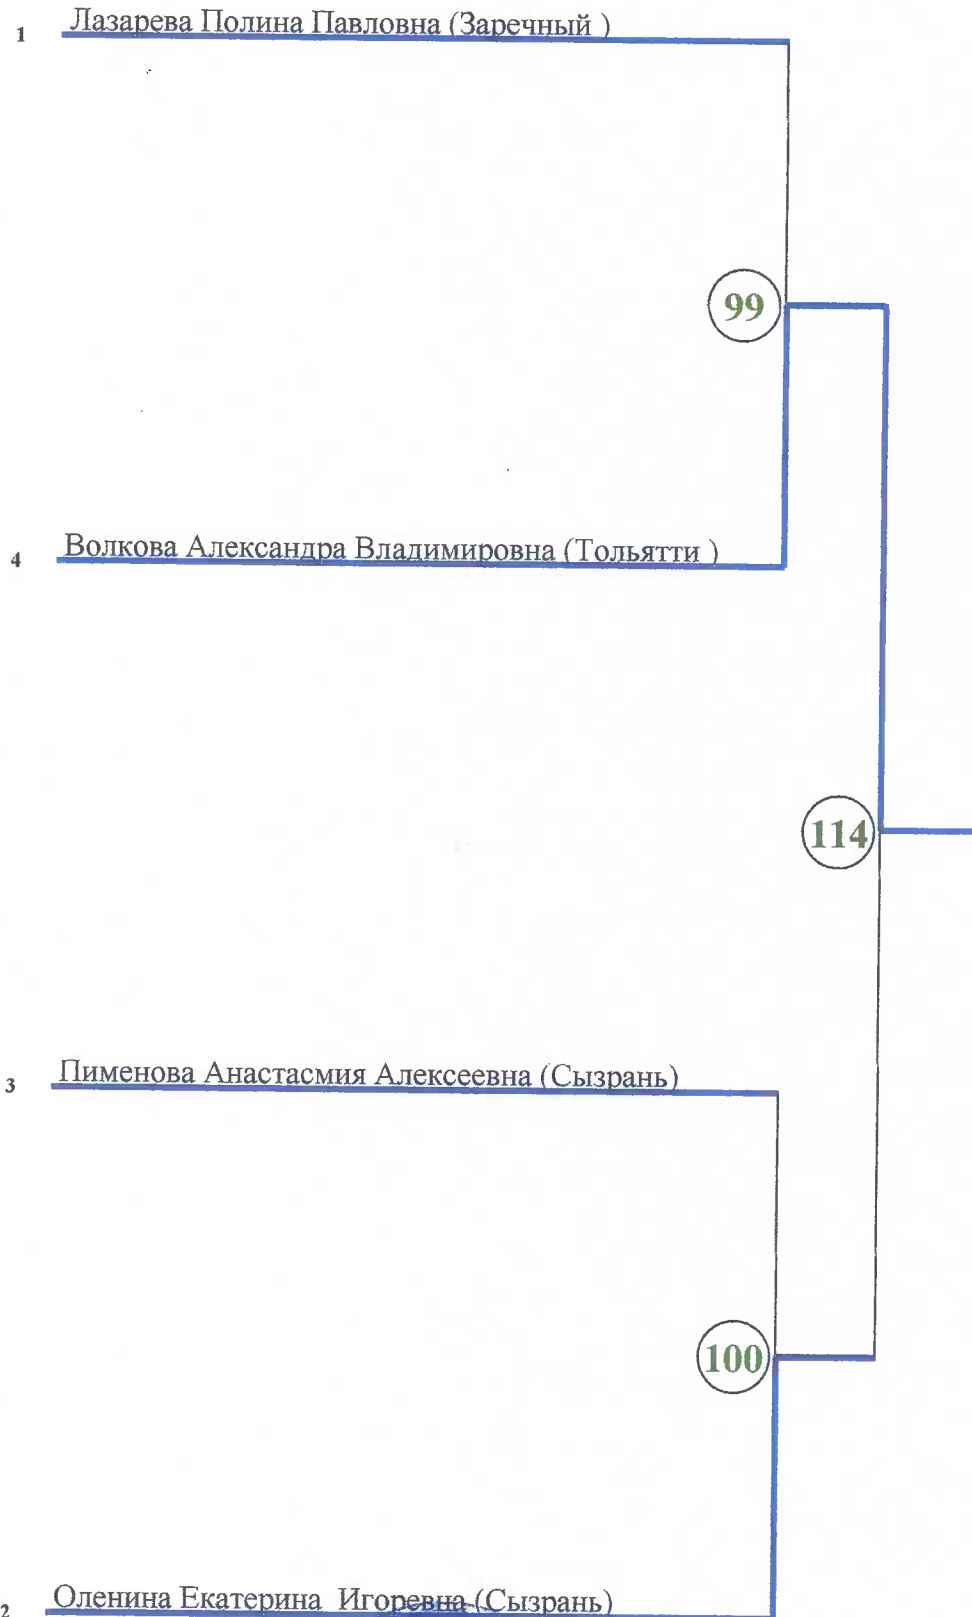 1 Лазарева Полина Павловна (Заречный )
99
4 Волкова Александра Владимировна (Тольятти )
114
3 Пименова Анастасмия Алексеевна (Сызрань)
100
2 Оленина Екатерина Игоревна (Сызрань)